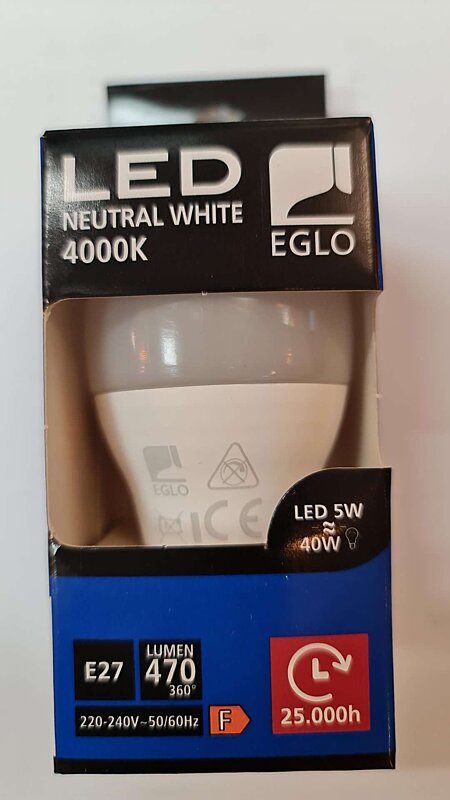 LED
NEUTRAL WHITE
4000K
EGLO
EGLO
CE
LED 5W
≈
40W
E27
LUMEN
470
360°
220-240V~50/60Hz
F
25.000h